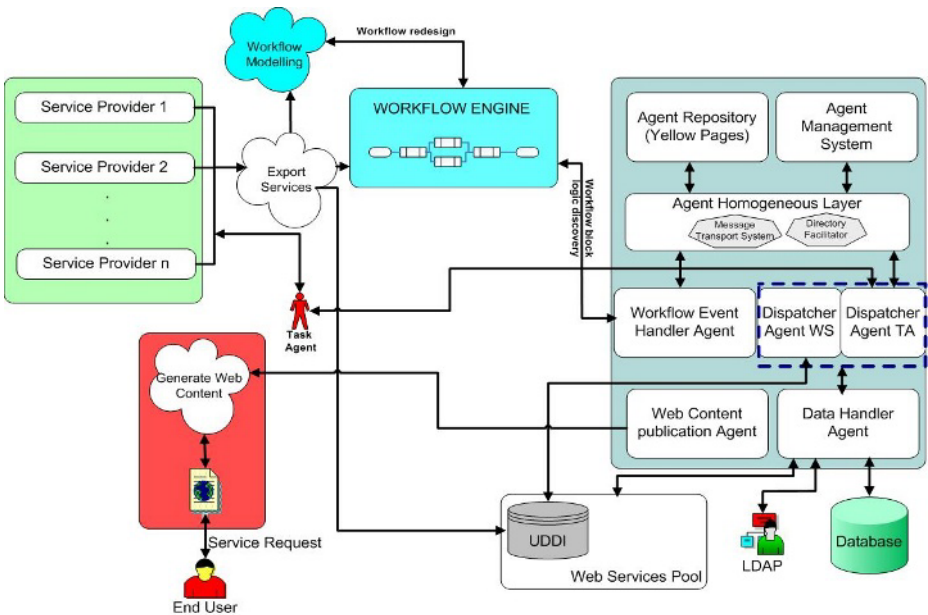 Workflow redesign
Workflow
Modelling
Service Provider 1
Service Provider 2
.
.
.
Service Provider n
Export
Services
WORKFLOW ENGINE
Workflow block
logic discovery
Agent Repository
(Yellow Pages)
Agent
Management
System
Agent Homogeneous Layer
Message
Transport System
Directory
Facilitator
Task
Agent
Workflow Event
Handler Agent
Dispatcher
Agent WS
Dispatcher
Agent TA
Generate Web
Content
Web Content
publication Agent
Data Handler
Agent
Service Request
End User
UDDI
Web Services Pool
LDAP
Database